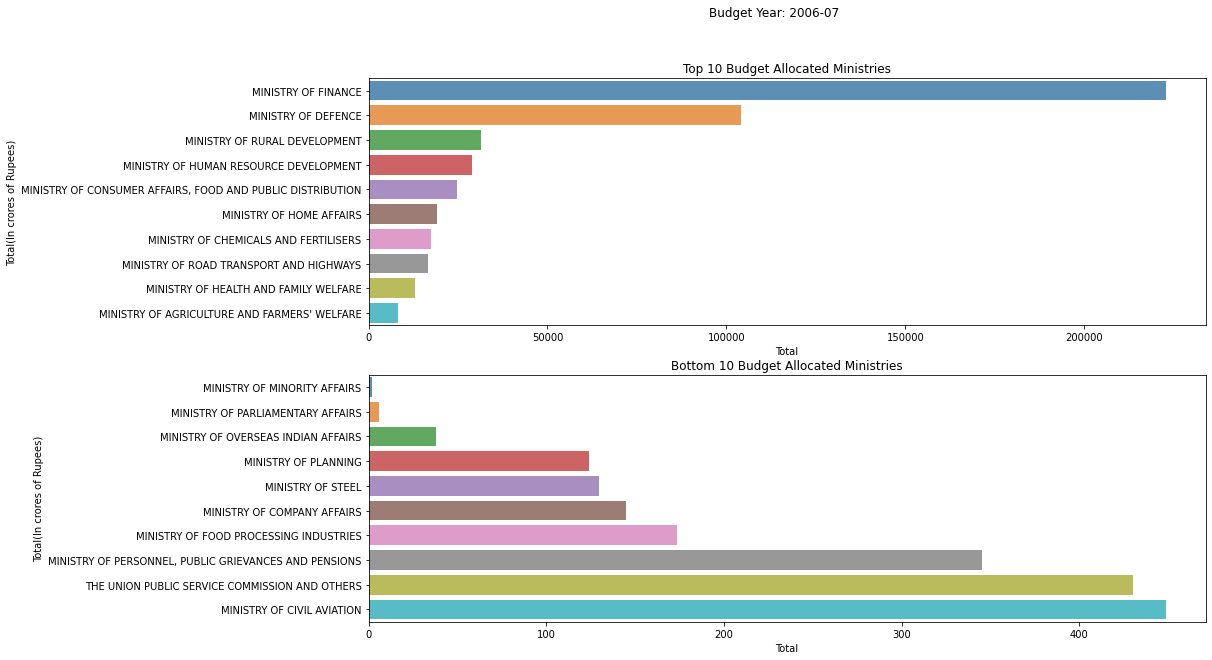 Budget Year: 2006-07
Top 10 Budget Allocated Ministries
Total(In crores of Rupees)
MINISTRY OF FINANCE
MINISTRY OF DEFENCE
MINISTRY OF RURAL DEVELOPMENT
MINISTRY OF HUMAN RESOURCE DEVELOPMENT
MINISTRY OF CONSUMER AFFAIRS, FOOD AND PUBLIC DISTRIBUTION
MINISTRY OF HOME AFFAIRS
MINISTRY OF CHEMICALS AND FERTILISERS
MINISTRY OF ROAD TRANSPORT AND HIGHWAYS
MINISTRY OF HEALTH AND FAMILY WELFARE
MINISTRY OF AGRICULTURE AND FARMERS' WELFARE
0 50000 100000 150000 200000
Total
Bottom 10 Budget Allocated Ministries
Total(In crores of Rupees)
MINISTRY OF MINORITY AFFAIRS
MINISTRY OF PARLIAMENTARY AFFAIRS
MINISTRY OF OVERSEAS INDIAN AFFAIRS
MINISTRY OF PLANNING
MINISTRY OF STEEL
MINISTRY OF COMPANY AFFAIRS
MINISTRY OF FOOD PROCESSING INDUSTRIES
MINISTRY OF PERSONNEL, PUBLIC GRIEVANCES AND PENSIONS
THE UNION PUBLIC SERVICE COMMISSION AND OTHERS
MINISTRY OF CIVIL AVIATION
0 100 200 300 400
Total